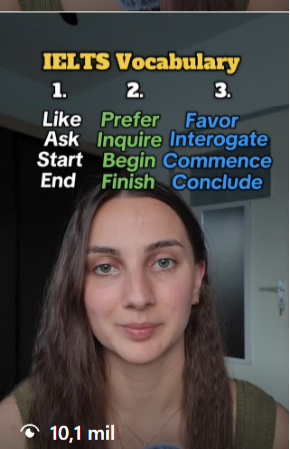 IELTS Vocabulary
1. 2. 3.
Like Prefer Favor
Ask Inquire Interogate
Start Begin Commence
End Finish Conclude
10,1 mil